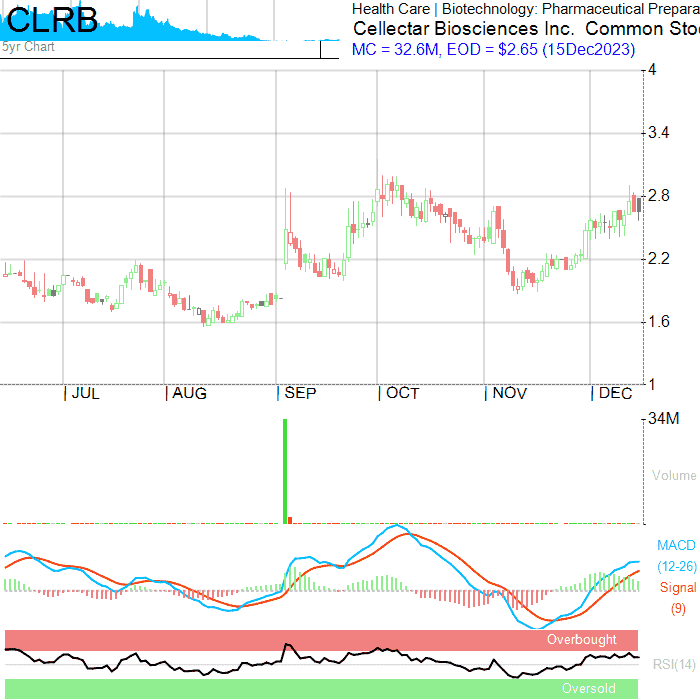 CLRB
5yr Chart
Health Care | Biotechnology: Pharmaceutical Prepara
Cellectar Biosciences Inc. Common Sto
MC = 32.6M, EOD = $2.65 (15Dec2023)
4
3.4
2.8
2.2
1.6
1
| JUL | AUG | SEP | OCT | NOV | DEC
34M
Volume
MACD
(12-26)
Signal
(9)
Overbought
RSI(14)
Oversold